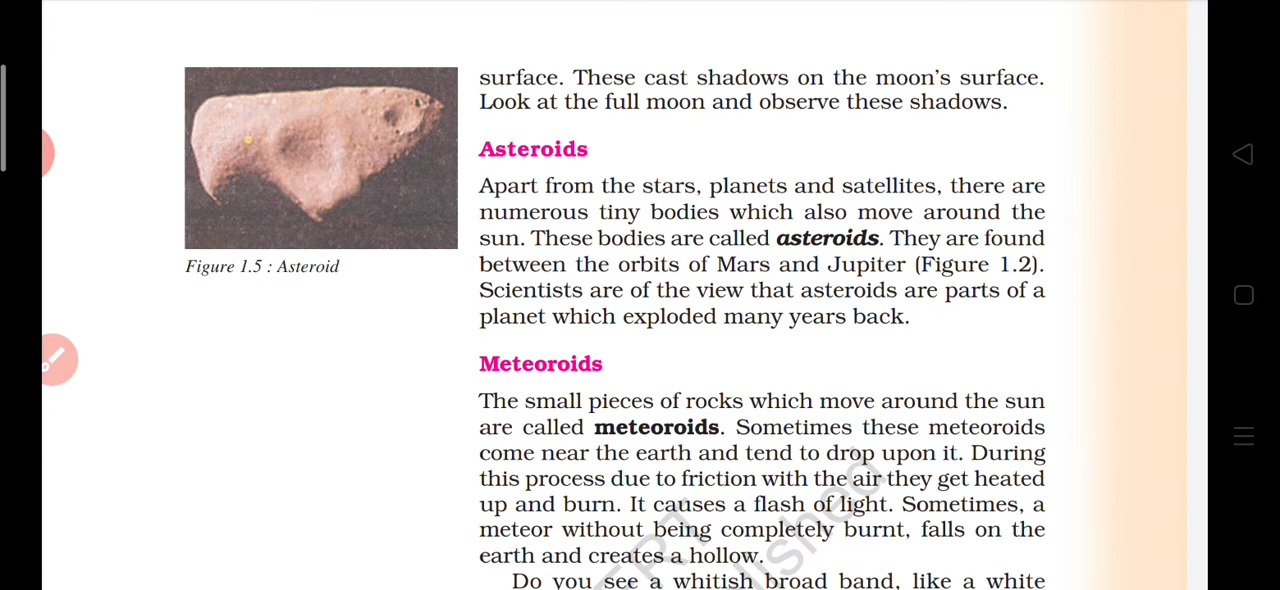 surface. These cast shadows on the moon's surface.
Look at the full moon and observe these shadows.
Asteroids
Apart from the stars, planets and satellites, there are
numerous tiny bodies which also move around the
sun. These bodies are called asteroids. They are found
between the orbits of Mars and Jupiter (Figure 1.2).
Scientists are of the view that asteroids are parts of a
planet which exploded many years back.
Figure 1.5 : Asteroid
Meteoroids
The small pieces of rocks which move around the sun
are called meteoroids. Sometimes these meteoroids
come near the earth and tend to drop upon it. During
this process due to friction with the air they get heated
up and burn. It causes a flash of light. Sometimes, a
meteor without being completely burnt, falls on the
earth and creates a hollow.
Do you see a whitish broad band, like a white